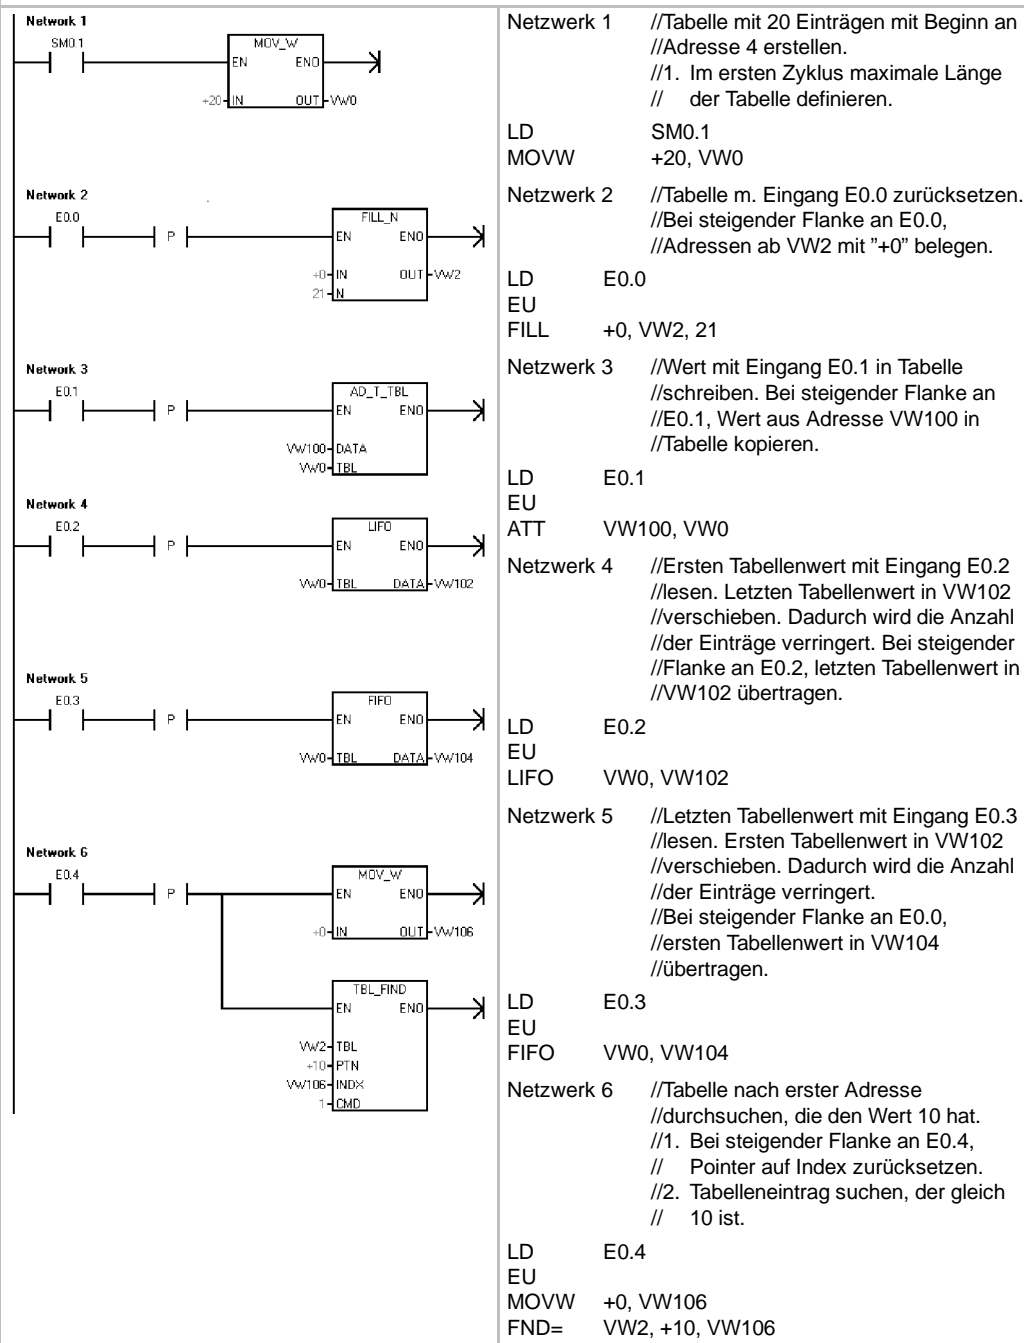 Network 1
SM0.1
MOV_W
EN ENO
+20 IN OUT VW0
Network 2
E0.0
P
FILL_N
EN ENO
+0 IN OUT VW2
21 N
Network 3
E0.1
P
AD_T_TBL
EN ENO
VW100 DATA
VW0 TBL
Network 4
E0.2
P
LIFO
EN ENO
VW0 TBL DATA VW102
Network 5
E0.3
P
FIFO
EN ENO
VW0 TBL DATA VW104
Network 6
E0.4
P
MOV_W
EN ENO
+0 IN OUT VW106
TBL_FIND
EN ENO
VW2 TBL
+10 PTN
VW106 INDX
1 CMD
Netzwerk 1 //Tabelle mit 20 Einträgen mit Beginn an
//Adresse 4 erstellen.
//1. Im ersten Zyklus maximale Länge
// der Tabelle definieren.
LD SM0.1
MOVW +20, VW0
Netzwerk 2 //Tabelle m. Eingang E0.0 zurücksetzen.
//Bei steigender Flanke an E0.0,
//Adressen ab VW2 mit ”+0” belegen.
LD E0.0
EU
FILL +0, VW2, 21
Netzwerk 3 //Wert mit Eingang E0.1 in Tabelle
//schreiben. Bei steigender Flanke an
//E0.1, Wert aus Adresse VW100 in
//Tabelle kopieren.
LD E0.1
EU
ATT VW100, VW0
Netzwerk 4 //Ersten Tabellenwert mit Eingang E0.2
//lesen. Letzten Tabellenwert in VW102
//verschieben. Dadurch wird die Anzahl
//der Einträge verringert. Bei steigender
//Flanke an E0.2, letzten Tabellenwert in
//VW102 übertragen.
LD E0.2
EU
LIFO VW0, VW102
Netzwerk 5 //Letzten Tabellenwert mit Eingang E0.3
//lesen. Ersten Tabellenwert in VW102
//verschieben. Dadurch wird die Anzahl
//der Einträge verringert.
//Bei steigender Flanke an E0.0,
//ersten Tabellenwert in VW104
//übertragen.
LD E0.3
EU
FIFO VW0, VW104
Netzwerk 6 //Tabelle nach erster Adresse
//durchsuchen, die den Wert 10 hat.
//1. Bei steigender Flanke an E0.4,
// Pointer auf Index zurücksetzen.
//2. Tabelleneintrag suchen, der gleich
// 10 ist.
LD E0.4
EU
MOVW +0, VW106
FND= VW2, +10, VW106